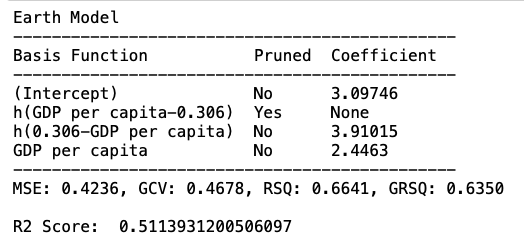 Earth Model
--------------------------------------------------
Basis Function Pruned Coefficient
--------------------------------------------------
(Intercept) No 3.09746
h(GDP per capita-0.306) Yes None
h(0.306-GDP per capita) No 3.91015
GDP per capita No 2.4463
--------------------------------------------------
MSE: 0.4236, GCV: 0.4678, RSQ: 0.6641, GRSQ: 0.6350
R2 Score: 0.5113931200506097